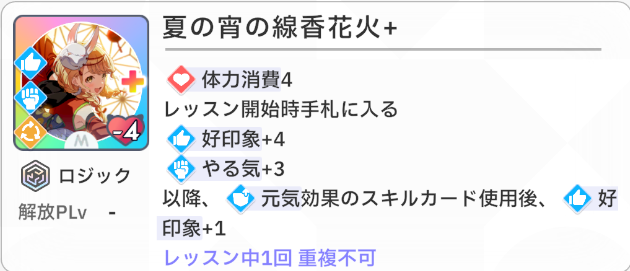 夏の宵の線香花火+
体力消費4
レッスン開始時手札に入る
好印象+4
やる気+3
以降、元気効果のスキルカード使用後、好
印象+1
レッスン中1回 重複不可
-4
M
ロジック
解放PLv -